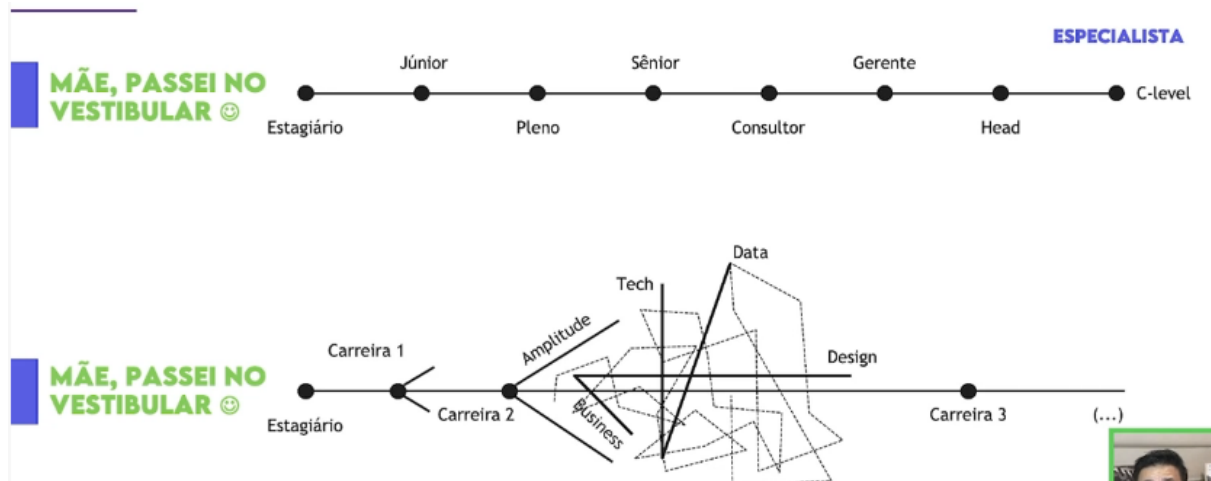 ESPECIALISTA
MÃE, PASSEI NO
VESTIBULAR ☺
Júnior
Sênior
Gerente
C-level
Estagiário
Pleno
Consultor
Head
Data
Tech
Amplitude
Design
Carreira 1
MÃE, PASSEI NO
VESTIBULAR ☺
Estagiário
Carreira 2
Business
Carreira 3
(...)